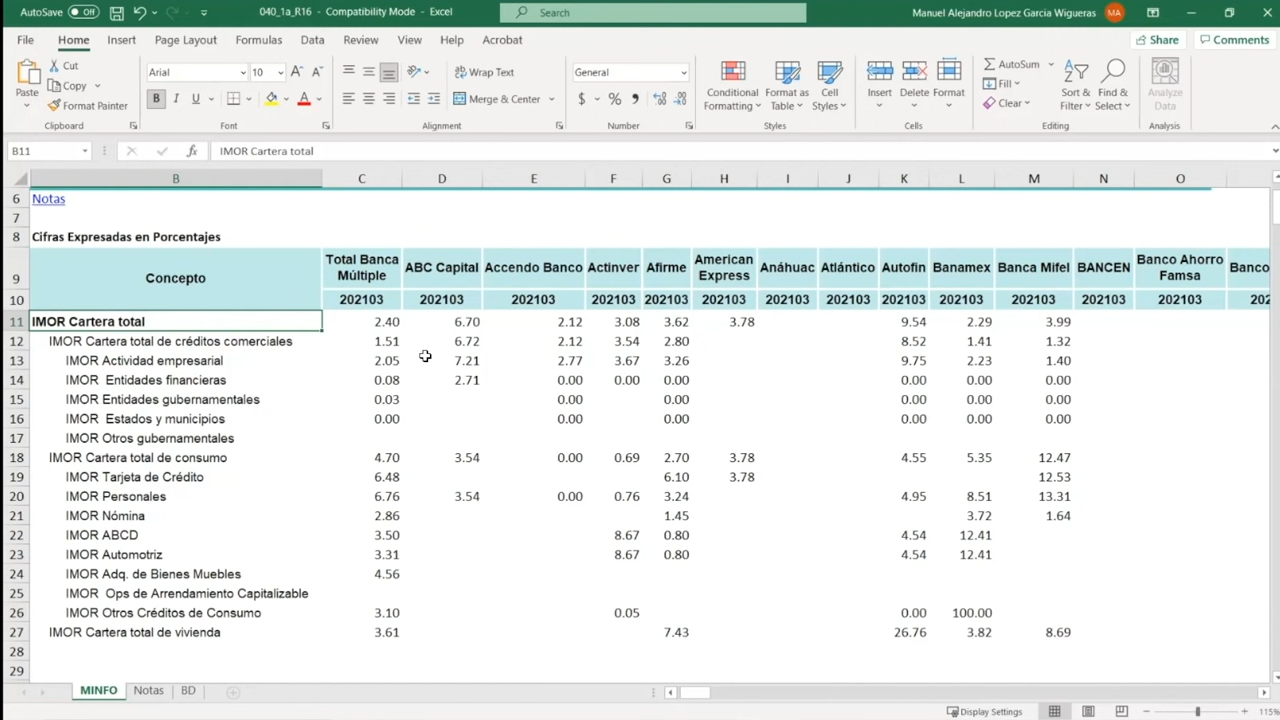 AutoSave Off 040_1a_R16 - Compatibility Mode - Excel Search Manuel Alejandro Lopez Garcia Wigueras MA
File Home Insert Page Layout Formulas Data Review View Help Acrobat Share Comments
Paste Cut Copy Format Painter Arial 10 Wrap Text Merge & Center General Conditional Formatting Format as Table Cell Styles Insert Delete Format AutoSum Fill Clear Sort & Filter Find & Select Analyze Data
Clipboard Font Alignment Number Styles Cells Editing Analysis
B11 fx IMOR Cartera total
B C D E F G H I J K L M N O
6 Notas
7
8 Cifras Expresadas en Porcentajes
9 Concepto Total Banca Múltiple ABC Capital Accendo Banco Actinver Afirme American Express Anáhuac Atlántico Autofin Banamex Banca Mifel BANCEN Banco Ahorro Famsa Banco
10 202103 202103 202103 202103 202103 202103 202103 202103 202103 202103 202103 202103 202103 202
11 IMOR Cartera total 2.40 6.70 2.12 3.08 3.62 3.78 9.54 2.29 3.99
12 IMOR Cartera total de créditos comerciales 1.51 6.72 2.12 3.54 2.80 8.52 1.41 1.32
13 IMOR Actividad empresarial 2.05 7.21 2.77 3.67 3.26 9.75 2.23 1.40
14 IMOR Entidades financieras 0.08 2.71 0.00 0.00 0.00 0.00 0.00 0.00
15 IMOR Entidades gubernamentales 0.03 0.00 0.00 0.00 0.00 0.00
16 IMOR Estados y municipios 0.00 0.00 0.00 0.00 0.00 0.00
17 IMOR Otros gubernamentales
18 IMOR Cartera total de consumo 4.70 3.54 0.00 0.69 2.70 3.78 4.55 5.35 12.47
19 IMOR Tarjeta de Crédito 6.48 6.10 3.78 12.53
20 IMOR Personales 6.76 3.54 0.00 0.76 3.24 4.95 8.51 13.31
21 IMOR Nómina 2.86 1.45 3.72 1.64
22 IMOR ABCD 3.50 8.67 0.80 4.54 12.41
23 IMOR Automotriz 3.31 8.67 0.80 4.54 12.41
24 IMOR Adq. de Bienes Muebles 4.56
25 IMOR Ops de Arrendamiento Capitalizable
26 IMOR Otros Créditos de Consumo 3.10 0.05 0.00 100.00
27 IMOR Cartera total de vivienda 3.61 7.43 26.76 3.82 8.69
28
29
MINFO Notas BD
Display Settings 115%